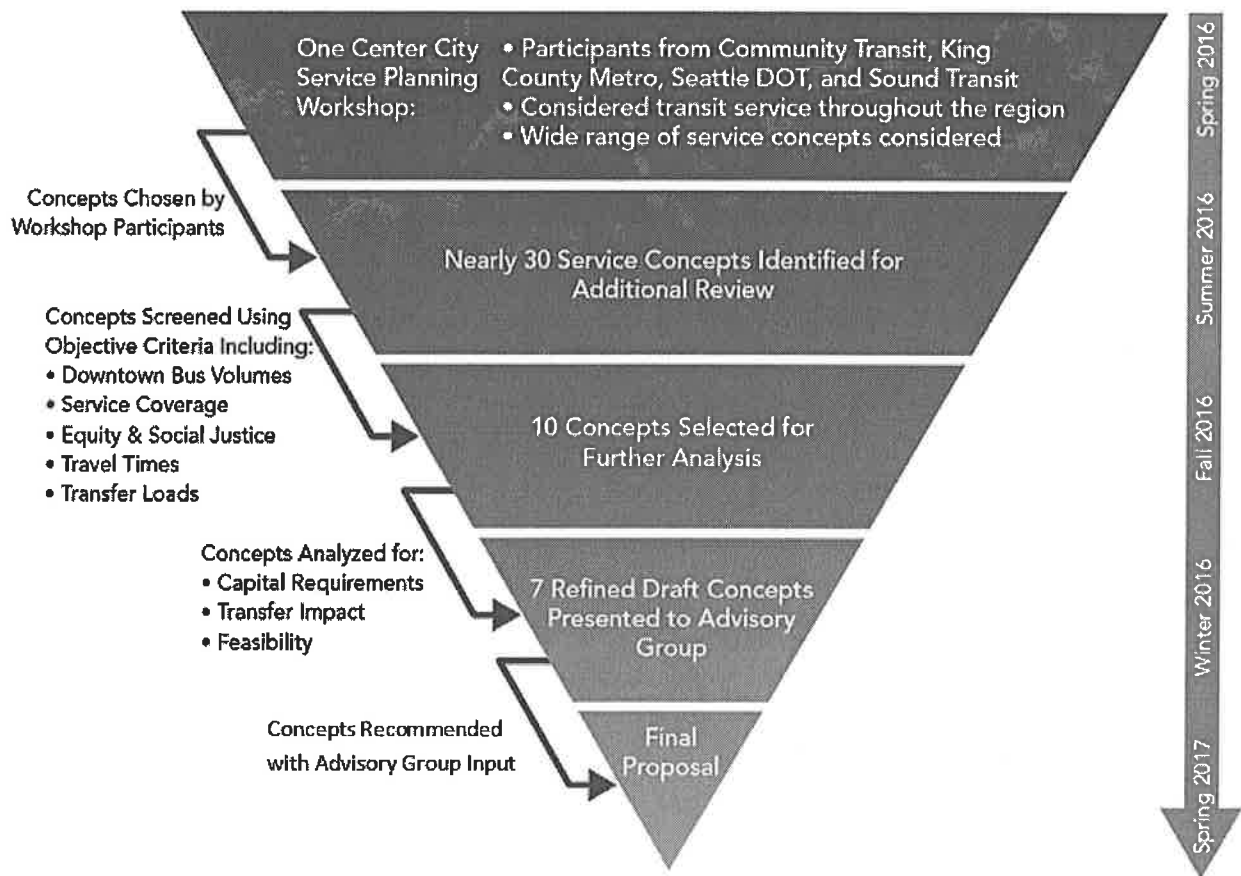 One Center City
Service Planning
Workshop:
• Participants from Community Transit, King
County Metro, Seattle DOT, and Sound Transit
• Considered transit service throughout the region
• Wide range of service concepts considered
Concepts Chosen by
Workshop Participants
Nearly 30 Service Concepts Identified for
Additional Review
Concepts Screened Using
Objective Criteria Including:
• Downtown Bus Volumes
• Service Coverage
• Equity & Social Justice
• Travel Times
• Transfer Loads
10 Concepts Selected for
Further Analysis
Concepts Analyzed for:
• Capital Requirements
• Transfer Impact
• Feasibility
7 Refined Draft Concepts
Presented to Advisory
Group
Concepts Recommended
with Advisory Group Input
Final
Proposal
Spring 2016
Summer 2016
Fall 2016
Winter 2016
Spring 2017